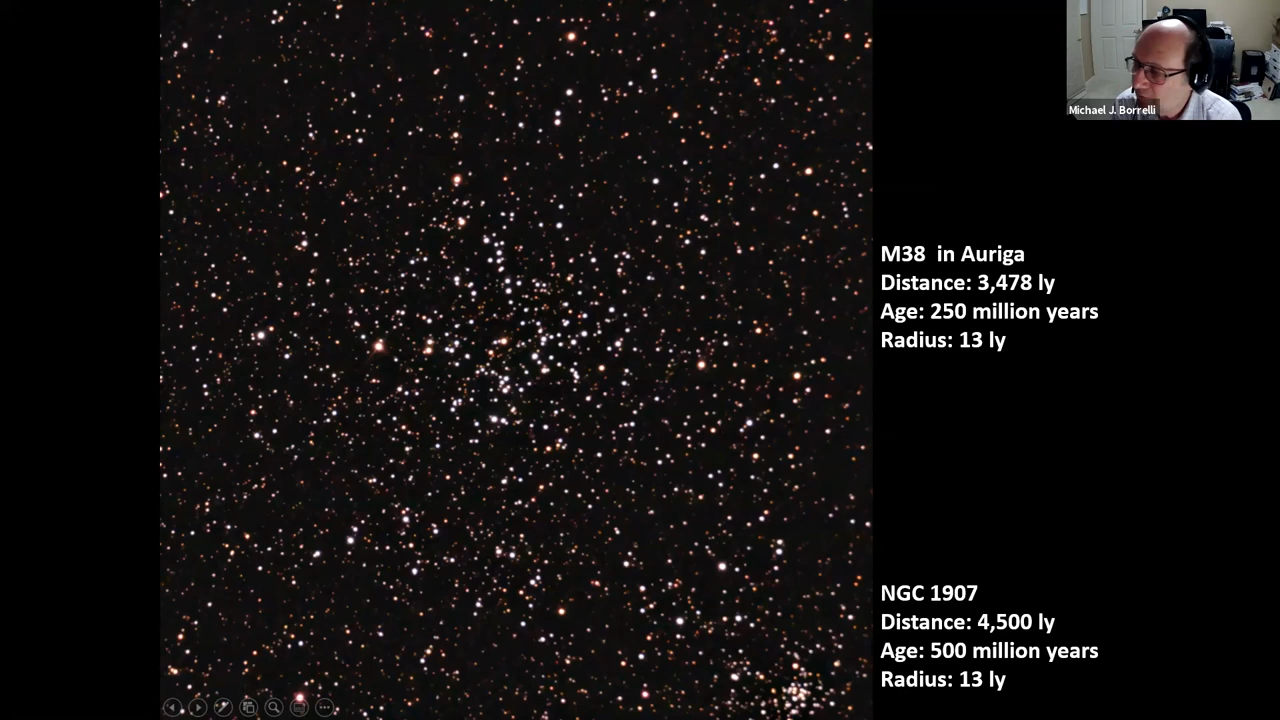 Michael J. Borrelli
M38 in Auriga
Distance: 3,478 ly
Age: 250 million years
Radius: 13 ly
NGC 1907
Distance: 4,500 ly
Age: 500 million years
Radius: 13 ly